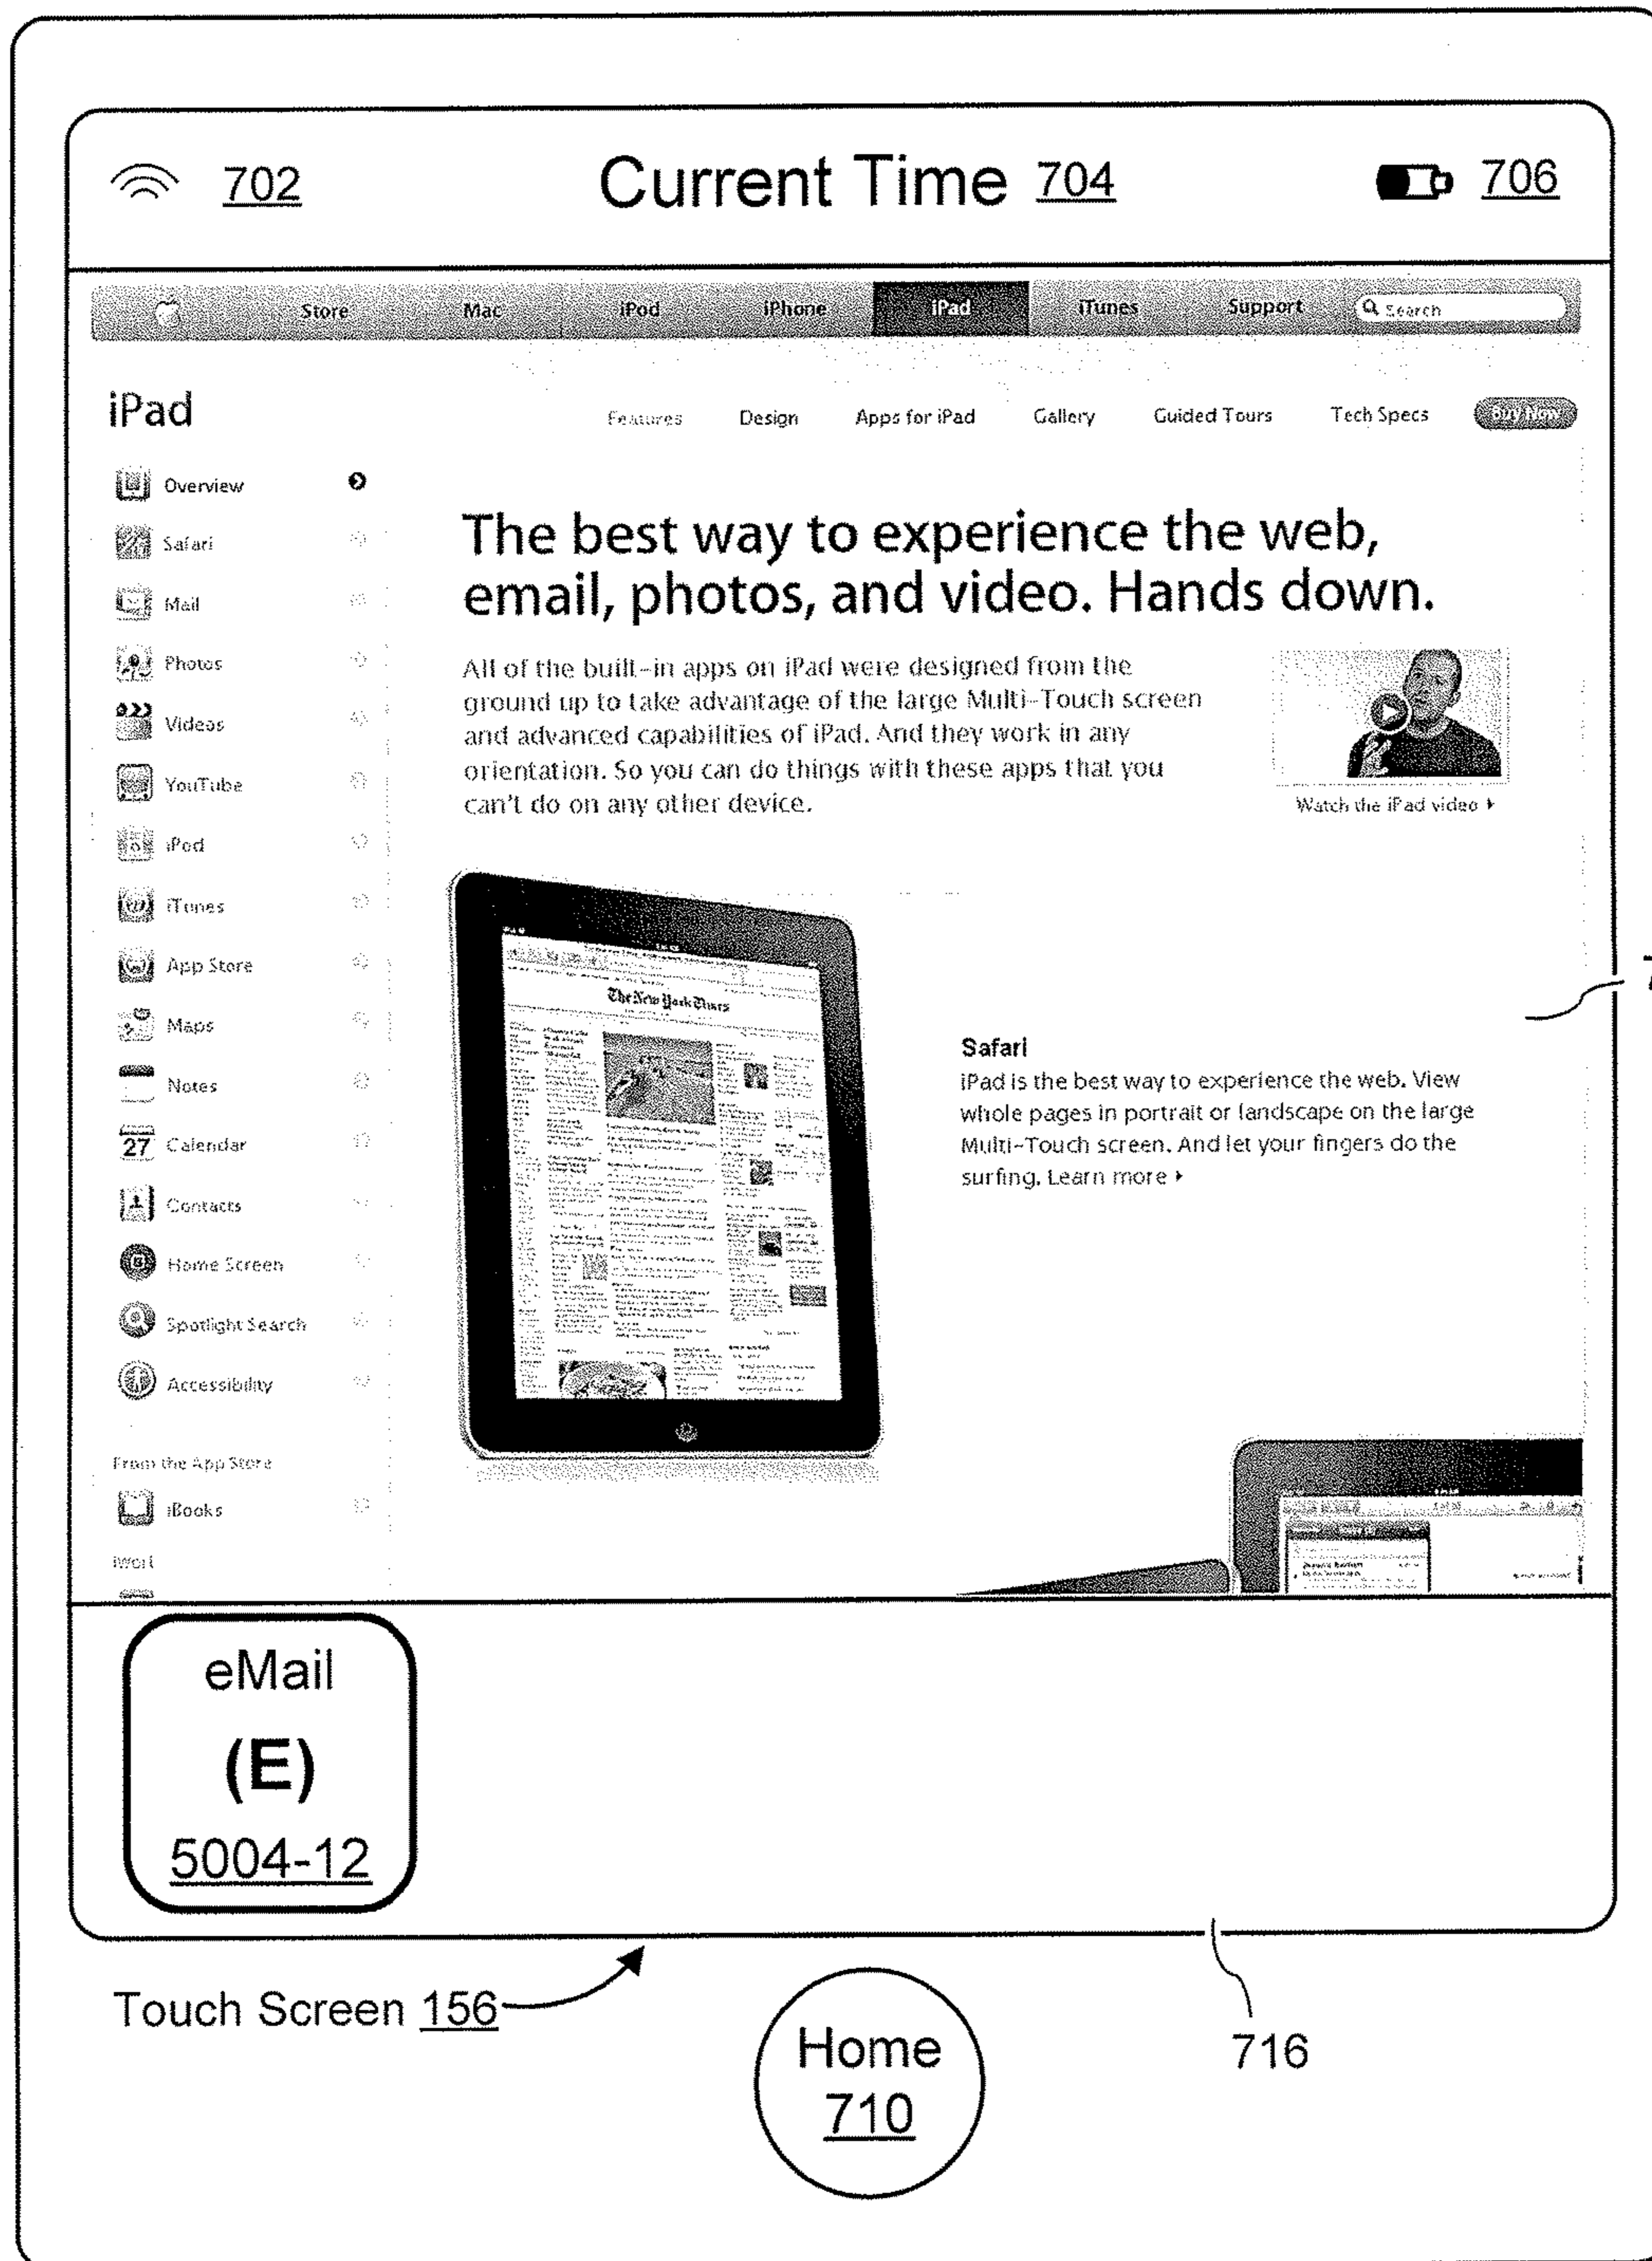 702 Current Time 704 706
Store Mac iPod iPhone iPad iTunes Support Search
iPad
Features Design Apps for iPad Gallery Guided Tours Tech Specs Buy Now
Overview
Safari
Mail
Photos
Videos
YouTube
iPod
iTunes
App Store
Maps
Notes
27 Calendar
Contacts
Home Screen
Spotlight Search
Accessibility
From the App Store
iBooks
The best way to experience the web,
email, photos, and video. Hands down.
All of the built-in apps on iPad were designed from the
ground up to take advantage of the large Multi-Touch screen
and advanced capabilities of iPad. And they work in any
orientation. So you can do things with these apps that you
can't do on any other device.
Watch the iPad video
The New York Times
Safari
iPad is the best way to experience the web. View
whole pages in portrait or landscape on the large
Multi-Touch screen. And let your fingers do the
surfing. Learn more
eMail
(E)
5004-12
Touch Screen 156
Home
710
716